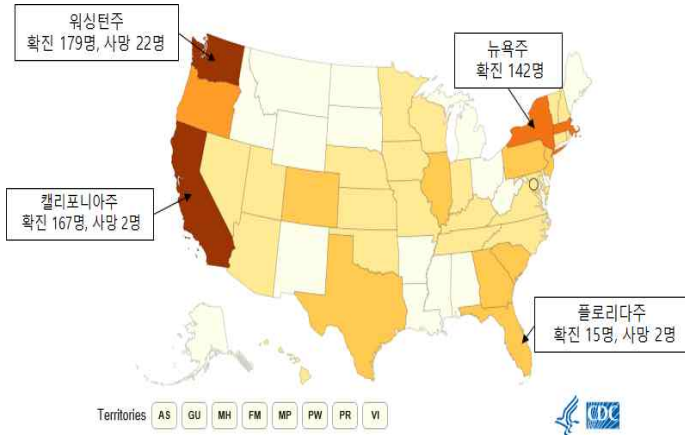 워싱턴주
확진 179명, 사망 22명
뉴욕주
확진 142명
캘리포니아주
확진 167명, 사망 2명
플로리다주
확진 15명, 사망 2명
Territories AS GU MH FM MP PW PR VI
CDC